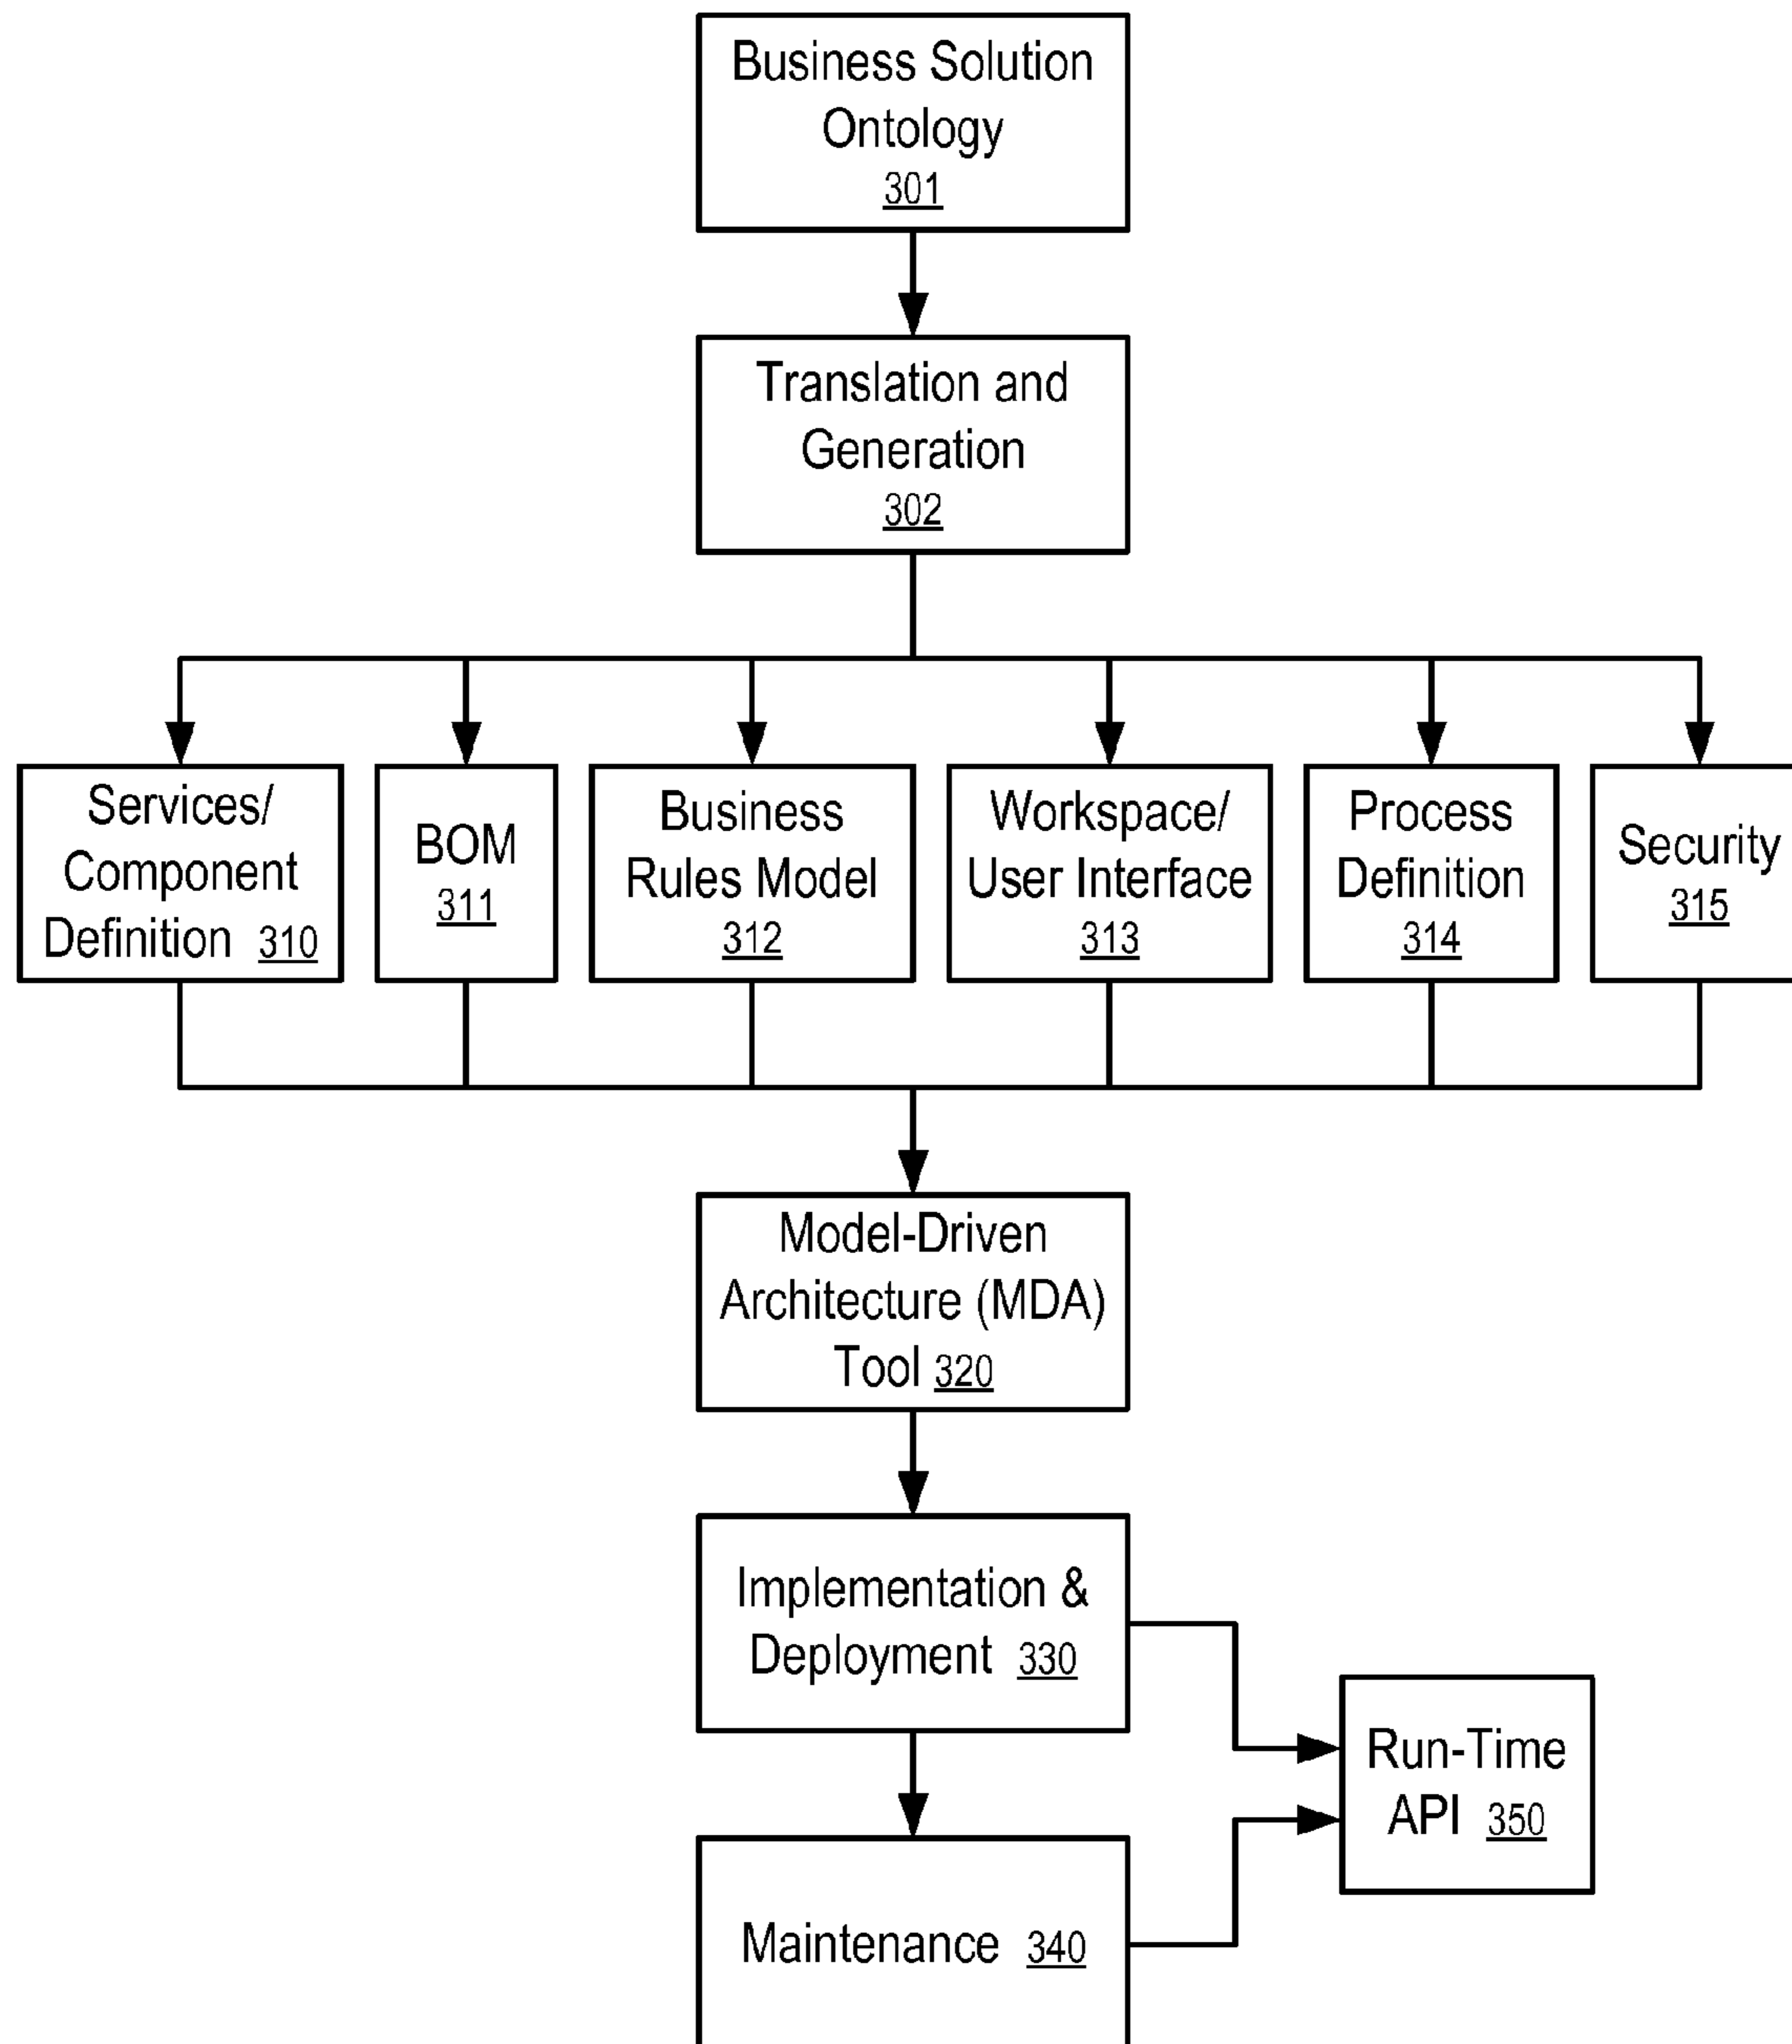 Business Solution
Ontology
301
Translation and
Generation
302
Services/
Component
Definition 310
BOM
311
Business
Rules Model
312
Workspace/
User Interface
313
Process
Definition
314
Security
315
Model-Driven
Architecture (MDA)
Tool 320
Implementation &
Deployment 330
Run-Time
API 350
Maintenance 340